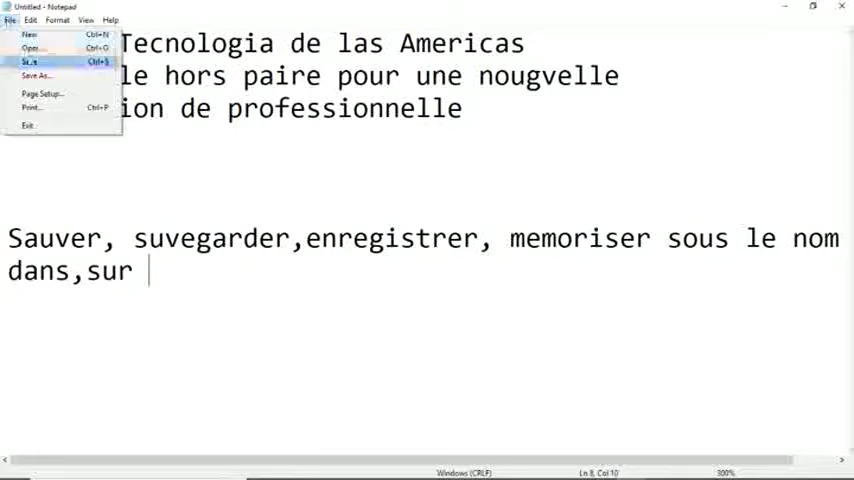 Untitled - Notepad
File Edit Format View Help
New Ctrl+N
Open... Ctrl+O
Save Ctrl+S
Save As...
Page Setup...
Print... Ctrl+P
Exit
Tecnologia de las Americas
le hors paire pour une nougvelle
ion de professionnelle
Sauver, suvegarder,enregistrer, memoriser sous le nom
dans,sur
Windows (CRLF) Ln 8, Col 10 300%